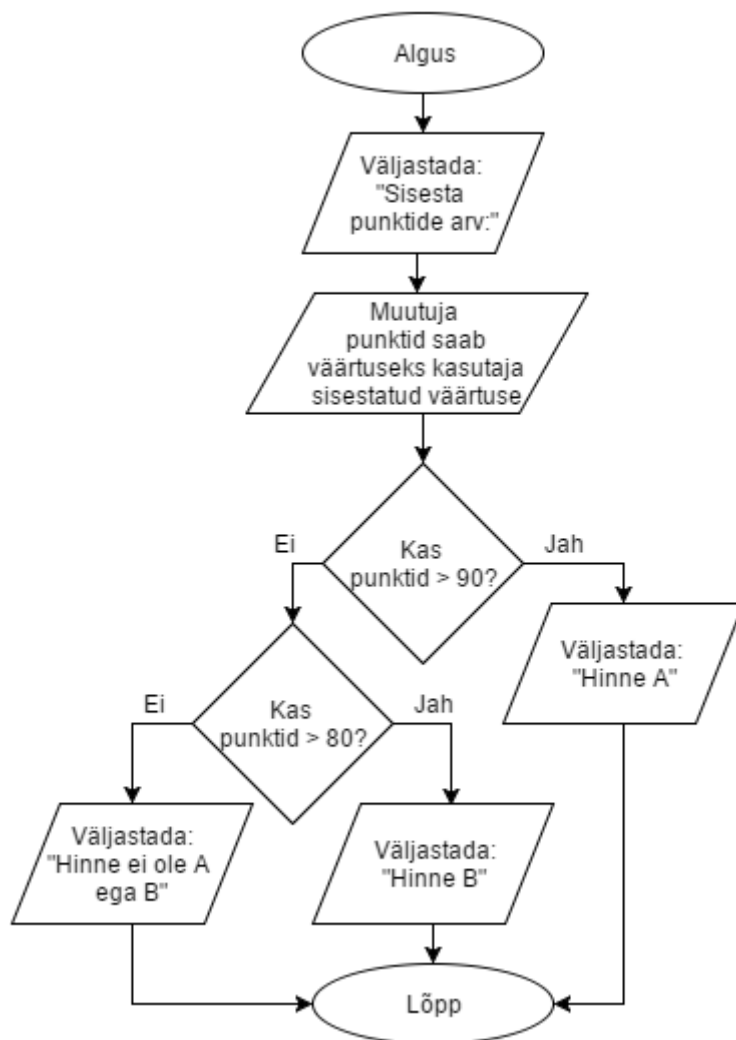 Algus
Väljastada:
"Sisesta
punktide arv:"
Muutuja
punktid saab
väärtuseks kasutaja
sisestatud väärtuse
Ei
Kas
punktid > 90?
Jah
Väljastada:
"Hinne A"
Ei
Kas
punktid > 80?
Jah
Väljastada:
"Hinne ei ole A
ega B"
Väljastada:
"Hinne B"
Lõpp